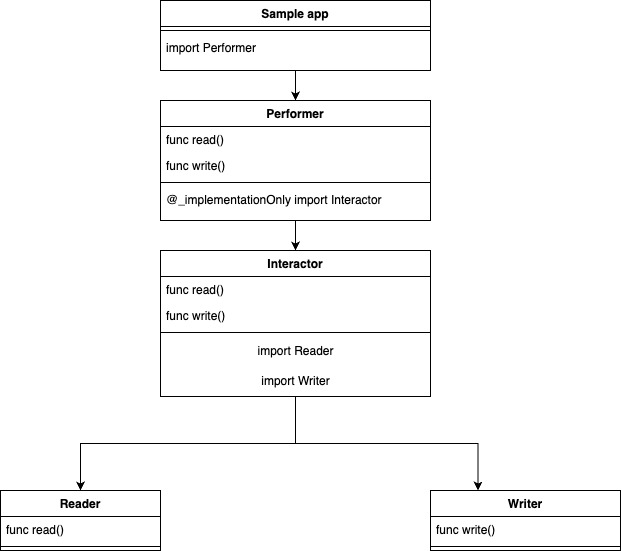 Sample app
import Performer
Performer
func read()
func write()
@_implementationOnly import Interactor
Interactor
func read()
func write()
import Reader
import Writer
Reader
func read()
Writer
func write()